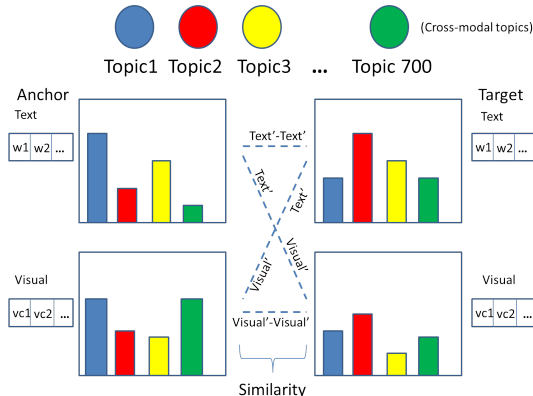 (Cross-modal topics)
Topic1 Topic2 Topic3 ... Topic 700
Anchor
Target
Text
Text
w1 w2 ...
w1 w2 ...
Text’-Text’
Text’
Text’
Visual’
Visual’
Visual
Visual
vc1 vc2 ...
vc1 vc2 ...
Visual’-Visual’
Similarity